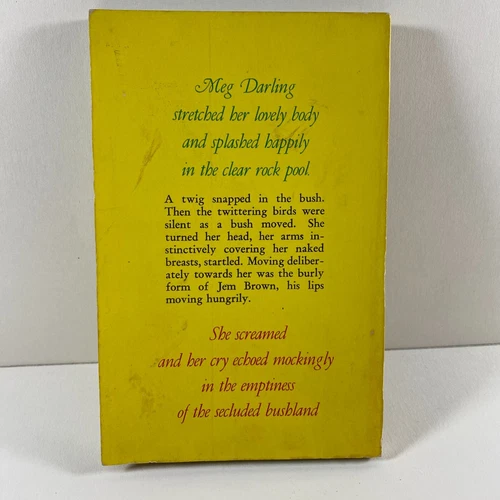 Meg Darling
stretched her lovely body
and splashed happily
in the clear rock pool.
A twig snapped in the bush.
Then the twittering birds were
silent as a bush moved. She
turned her head, her arms in-
stinctively covering her naked
breasts, startled. Moving deliber-
ately towards her was the burly
form of Jem Brown, his lips
moving hungrily.
She screamed
and her cry echoed mockingly
in the emptiness
of the secluded bushland